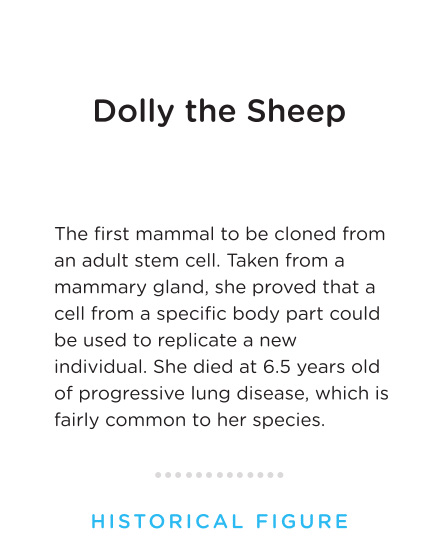 Dolly the Sheep
The first mammal to be cloned from
an adult stem cell. Taken from a
mammary gland, she proved that a
cell from a specific body part could
be used to replicate a new
individual. She died at 6.5 years old
of progressive lung disease, which is
fairly common to her species.
HISTORICAL FIGURE